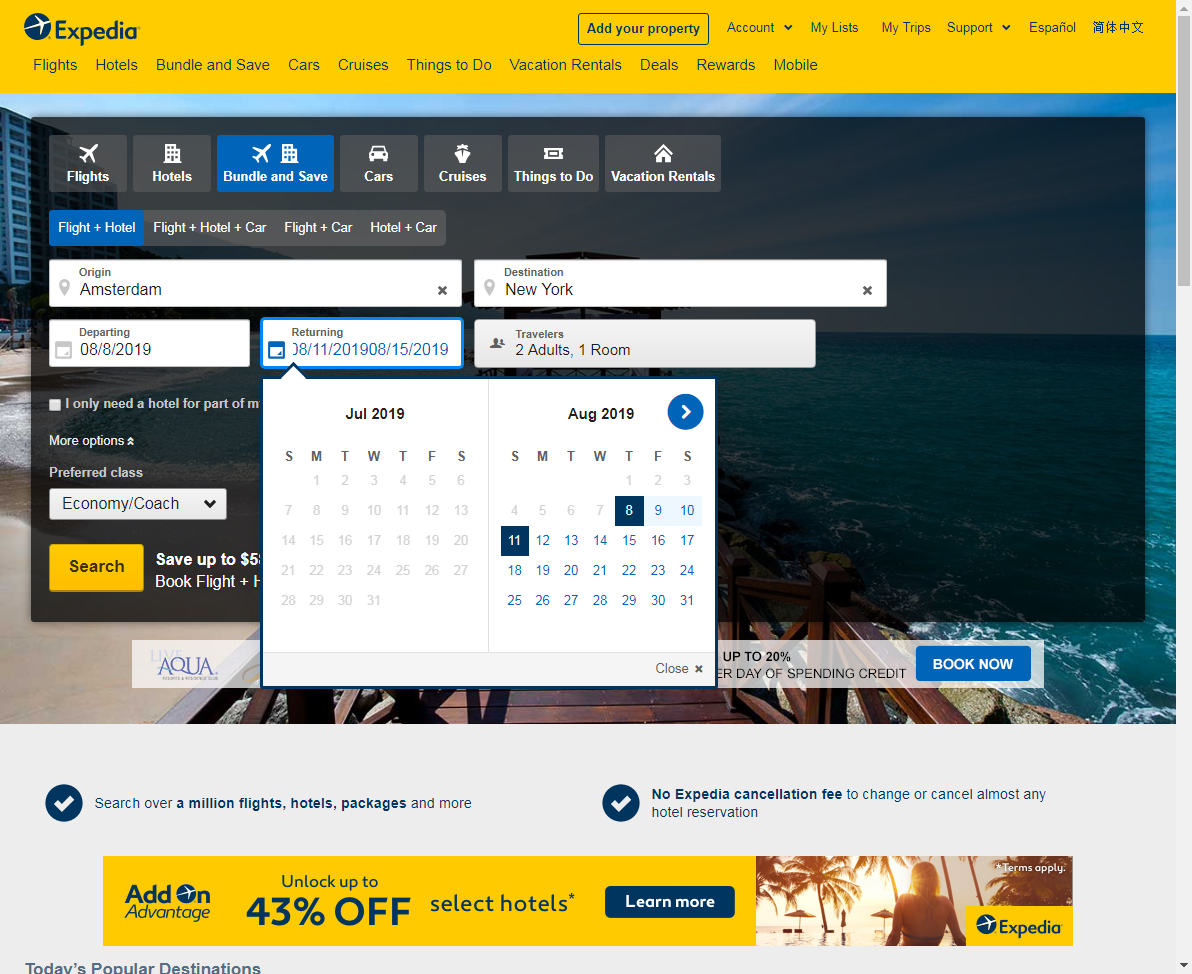 Expedia
Add your property
Account
My Lists
My Trips
Support
Español
简体中文
Flights Hotels Bundle and Save Cars Cruises Things to Do Vacation Rentals Deals Rewards Mobile
Flights
Hotels
Bundle and Save
Cars
Cruises
Things to Do
Vacation Rentals
Flight + Hotel
Flight + Hotel + Car
Flight + Car
Hotel + Car
Origin
Amsterdam
Destination
New York
Departing
08/8/2019
Returning
08/11/201908/15/2019
Travelers
2 Adults, 1 Room
I only need a hotel for part of m
More options
Preferred class
Economy/Coach
Search
Save up to $5
Book Flight + H
Jul 2019
S M T W T F S
1 2 3 4 5 6
7 8 9 10 11 12 13
14 15 16 17 18 19 20
21 22 23 24 25 26 27
28 29 30 31
Aug 2019
S M T W T F S
1 2 3
4 5 6 7 8 9 10
11 12 13 14 15 16 17
18 19 20 21 22 23 24
25 26 27 28 29 30 31
Close
LIVE
AQUA
UP TO 20%
ER DAY OF SPENDING CREDIT
BOOK NOW
Search over a million flights, hotels, packages and more
No Expedia cancellation fee to change or cancel almost any
hotel reservation
Add On
Advantage
Unlock up to
43% OFF
select hotels*
Learn more
*Terms apply.
Expedia
Today's Popular Destinations